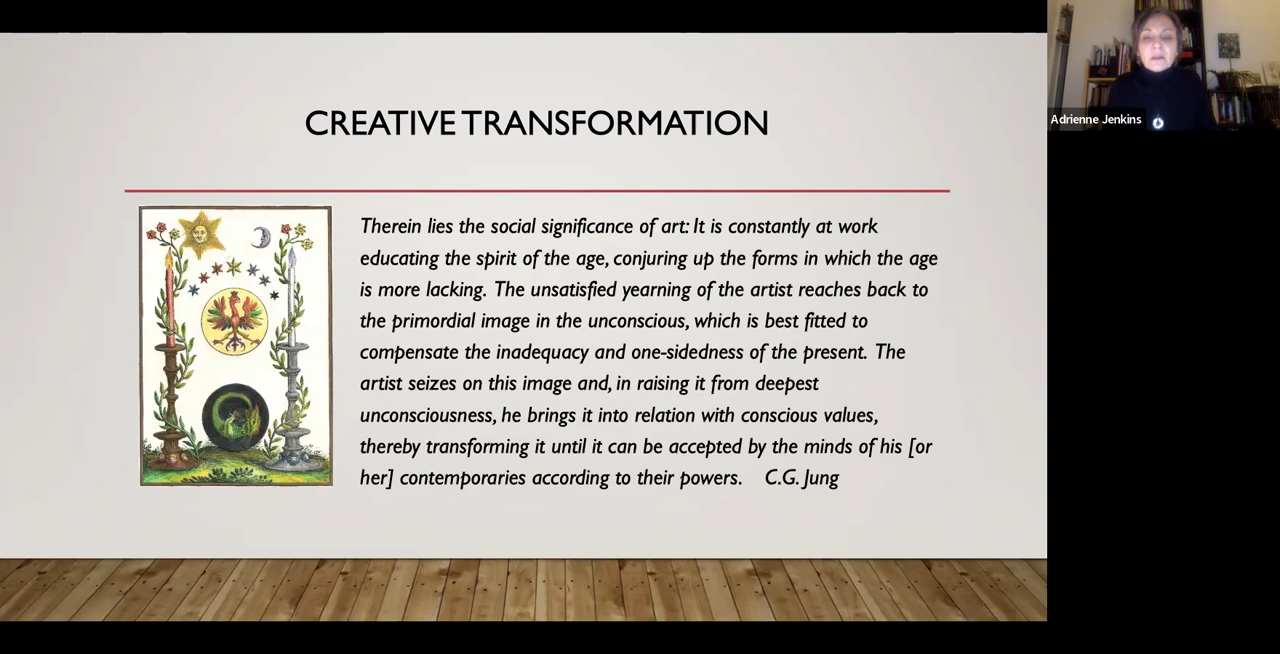 CREATIVE TRANSFORMATION
Therein lies the social significance of art: It is constantly at work
educating the spirit of the age, conjuring up the forms in which the age
is more lacking. The unsatisfied yearning of the artist reaches back to
the primordial image in the unconscious, which is best fitted to
compensate the inadequacy and one-sidedness of the present. The
artist seizes on this image and, in raising it from deepest
unconsciousness, he brings it into relation with conscious values,
thereby transforming it until it can be accepted by the minds of his [or
her] contemporaries according to their powers. C.G. Jung
Adrienne Jenkins